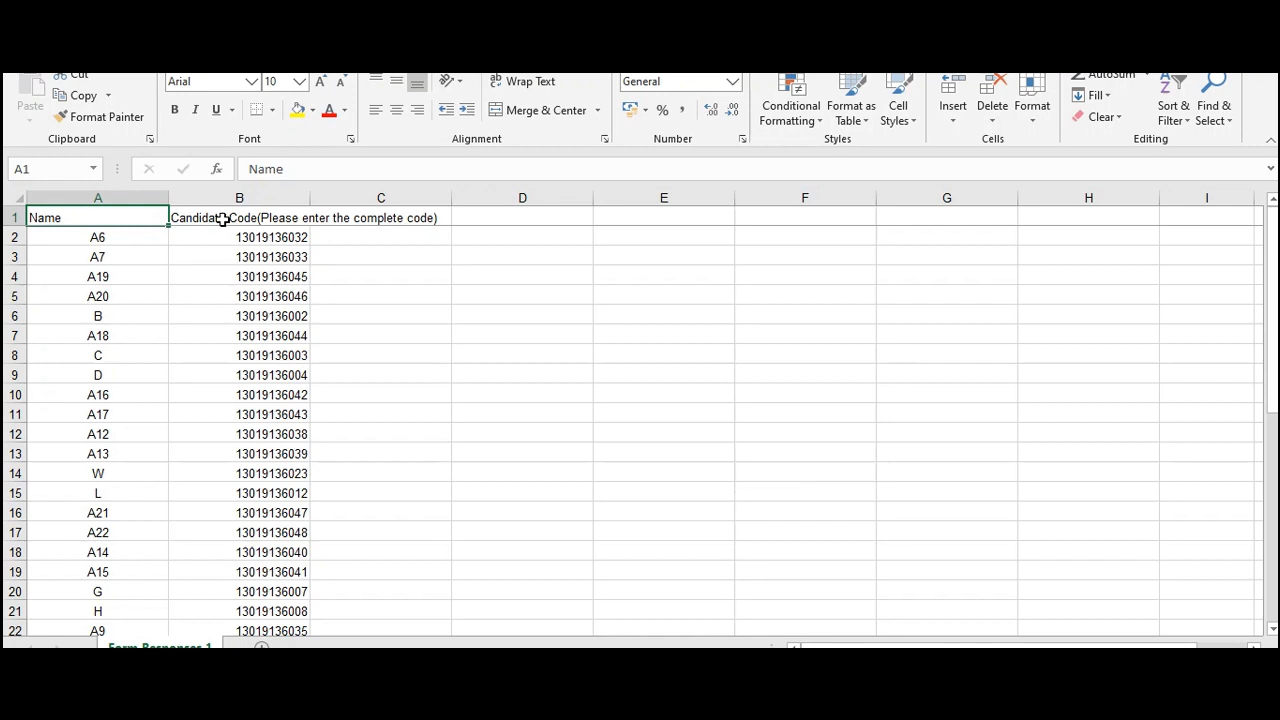 Cut
Arial 10 ab Wrap Text General AutoSum
Paste Copy Conditional Format as Cell Insert Delete Format Fill Sort & Find &
Format Painter B I U A Merge & Center % , Formatting Table Styles Clear Filter Select
Clipboard Font Alignment Number Styles Cells Editing
A1 fx Name
A B C D E F G H I
1 Name Candidate Code(Please enter the complete code)
2 A6 13019136032
3 A7 13019136033
4 A19 13019136045
5 A20 13019136046
6 B 13019136002
7 A18 13019136044
8 C 13019136003
9 D 13019136004
10 A16 13019136042
11 A17 13019136043
12 A12 13019136038
13 A13 13019136039
14 W 13019136023
15 L 13019136012
16 A21 13019136047
17 A22 13019136048
18 A14 13019136040
19 A15 13019136041
20 G 13019136007
21 H 13019136008
22 A9 13019136035
Form Responses 1